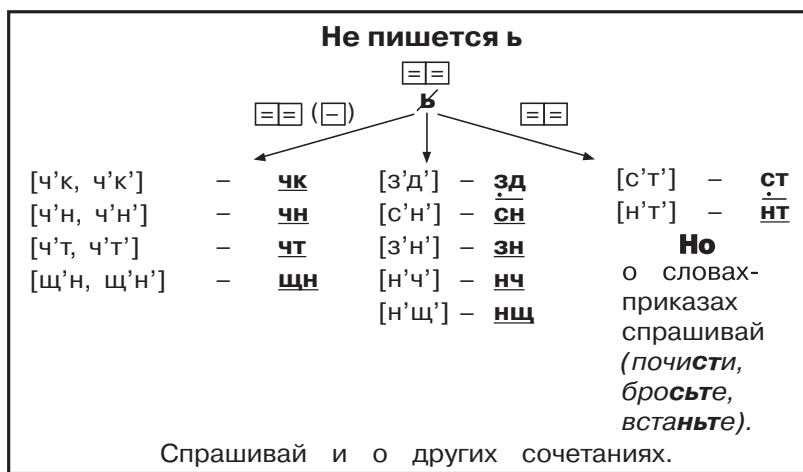 Не пишется ь
= =
ь
= = (–)
= =
[ч’к, ч’к’] – чк
[ч’н, ч’н’] – чн
[ч’т, ч’т’] – чт
[щ’н, щ’н’] – щн
[з’д’] – зд
[с’н’] – сн
[з’н’] – зн
[н’ч’] – нч
[н’щ’] – нщ
[с’т’] – ст
[н’т’] – нт
Но
о словах-
приказах
спрашивай
(почисти,
бросьте,
встаньте).
Спрашивай и о других сочетаниях.